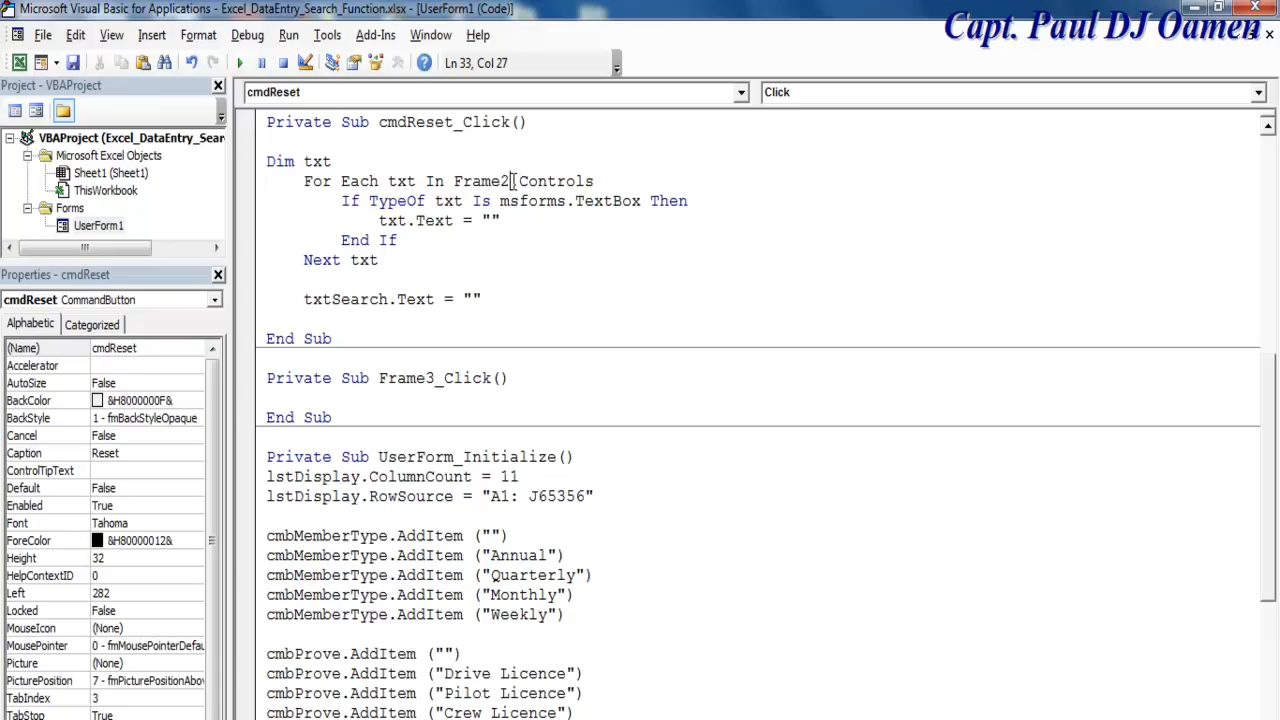 Microsoft Visual Basic for Applications - Excel_DataEntry_Search_Function.xlsx - [UserForm1 (Code)]
Capt. Paul DJ Oamen
File Edit View Insert Format Debug Run Tools Add-Ins Window Help
Ln 33, Col 27
Project - VBAProject
cmdReset
Click
VBAProject (Excel_DataEntry_Sear
Microsoft Excel Objects
Sheet1 (Sheet1)
ThisWorkbook
Forms
UserForm1
Properties - cmdReset
cmdReset CommandButton
Alphabetic Categorized
(Name) cmdReset
Accelerator
AutoSize False
BackColor &H8000000F&
BackStyle 1 - fmBackStyleOpaque
Cancel False
Caption Reset
ControlTipText
Default False
Enabled True
Font Tahoma
ForeColor &H80000012&
Height 32
HelpContextID 0
Left 282
Locked False
MouseIcon (None)
MousePointer 0 - fmMousePointerDefau
Picture (None)
PicturePosition 7 - fmPicturePositionAbov
TabIndex 3
TabStop True
Private Sub cmdReset_Click()
Dim txt
For Each txt In Frame2.Controls
If TypeOf txt Is msforms.TextBox Then
txt.Text = ""
End If
Next txt
txtSearch.Text = ""
End Sub
Private Sub Frame3_Click()
End Sub
Private Sub UserForm_Initialize()
lstDisplay.ColumnCount = 11
lstDisplay.RowSource = "A1: J65356"
cmbMemberType.AddItem ("")
cmbMemberType.AddItem ("Annual")
cmbMemberType.AddItem ("Quarterly")
cmbMemberType.AddItem ("Monthly")
cmbMemberType.AddItem ("Weekly")
cmbProve.AddItem ("")
cmbProve.AddItem ("Drive Licence")
cmbProve.AddItem ("Pilot Licence")
cmbProve.AddItem ("Crew Licence")